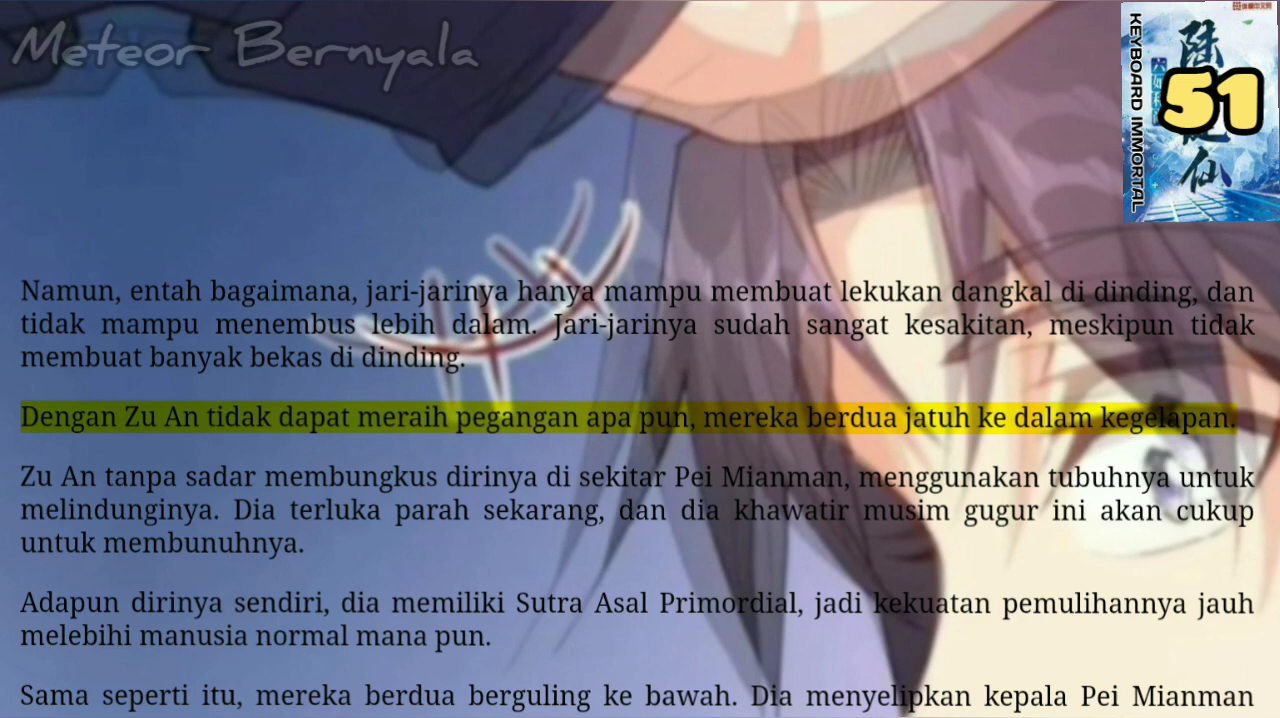 Meteor Bernyala
KEYBOARD IMMORTAL
51
Namun, entah bagaimana, jari-jarinya hanya mampu membuat lekukan dangkal di dinding, dan
tidak mampu menembus lebih dalam. Jari-jarinya sudah sangat kesakitan, meskipun tidak
membuat banyak bekas di dinding.
Dengan Zu An tidak dapat meraih pegangan apa pun, mereka berdua jatuh ke dalam kegelapan.
Zu An tanpa sadar membungkus dirinya di sekitar Pei Mianman, menggunakan tubuhnya untuk
melindunginya. Dia terluka parah sekarang, dan dia khawatir musim gugur ini akan cukup
untuk membunuhnya.
Adapun dirinya sendiri, dia memiliki Sutra Asal Primordial, jadi kekuatan pemulihannya jauh
melebihi manusia normal mana pun.
Sama seperti itu, mereka berdua berguling ke bawah. Dia menyelipkan kepala Pei Mianman